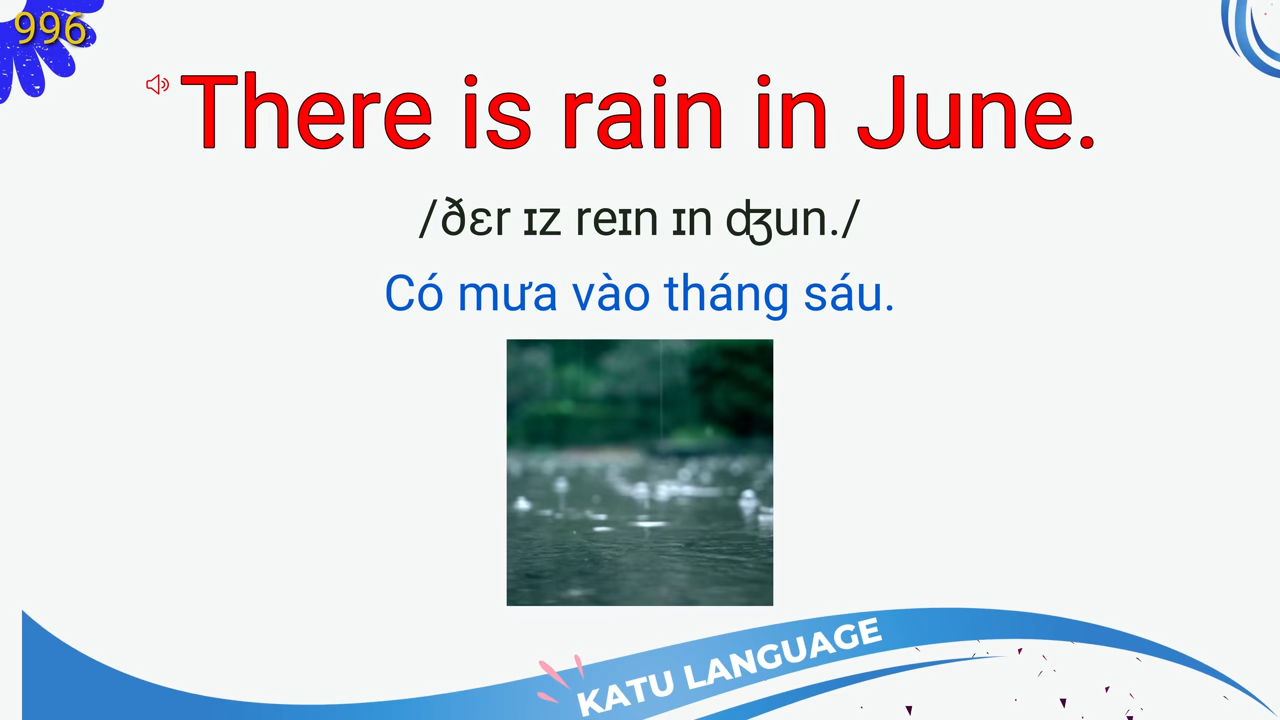 996
There is rain in June.
/ðɛr ɪz reɪn ɪn ʤun./
Có mưa vào tháng sáu.
KATU LANGUAGE